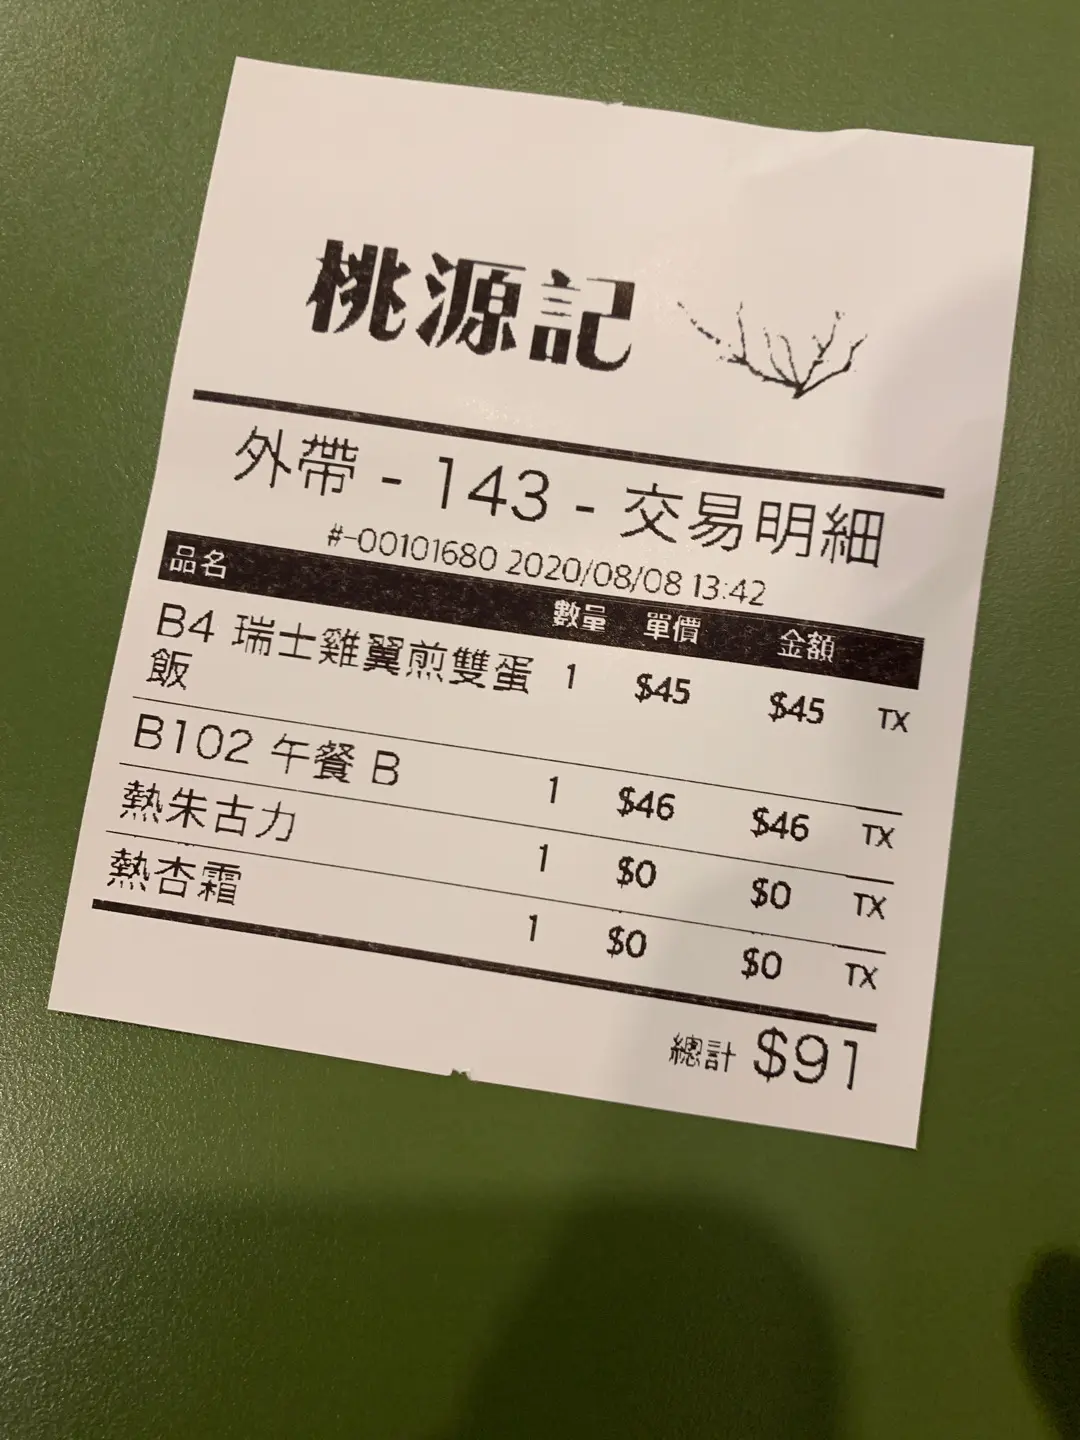 桃源記
外帶 - 143 - 交易明細
#-00101680 2020/08/08 13:42
品名 數量 單價 金額
B4 瑞士雞翼煎雙蛋 1 $45 $45 TX
飯
B102 午餐 B 1 $46 $46 TX
熱朱古力 1 $0 $0 TX
熱杏霜 1 $0 $0 TX
總計 $91